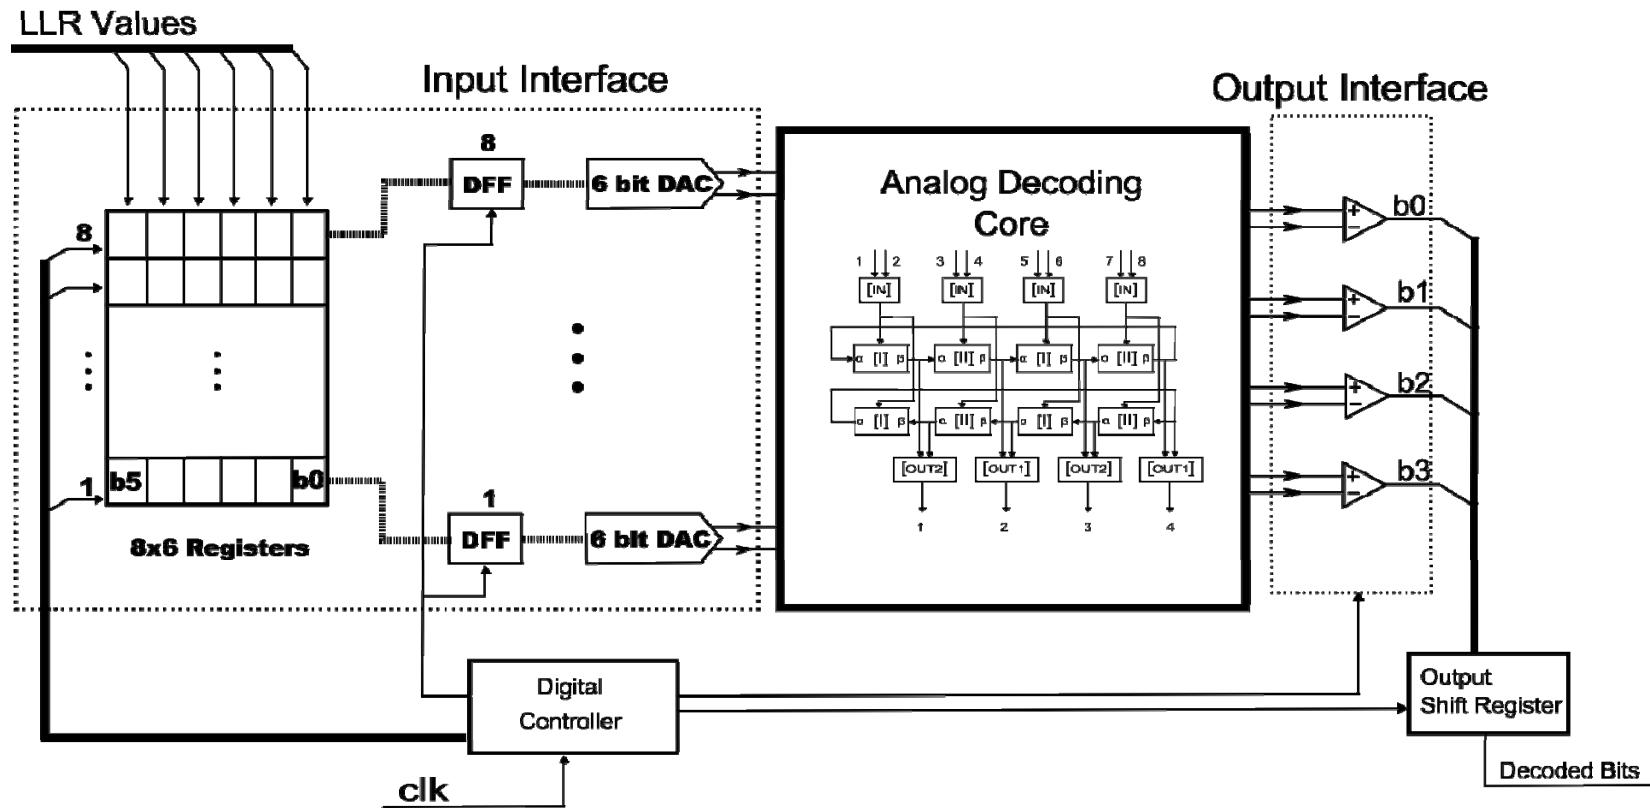 LLR Values
Input Interface
Output Interface
8
DFF
6 bit DAC
8
1
b5
b0
8x6 Registers
1
DFF
6 bit DAC
Analog Decoding
Core
1 2 3 4 5 6 7 8
[IN] [IN] [IN] [IN]
α [I] β α [II] β α [I] β α [II] β
α [I] β α [II] β α [I] β α [II] β
[OUT2] [OUT1] [OUT2] [OUT1]
1 2 3 4
+
−
b0
+
−
b1
+
−
b2
+
−
b3
Digital
Controller
clk
Output
Shift Register
Decoded Bits